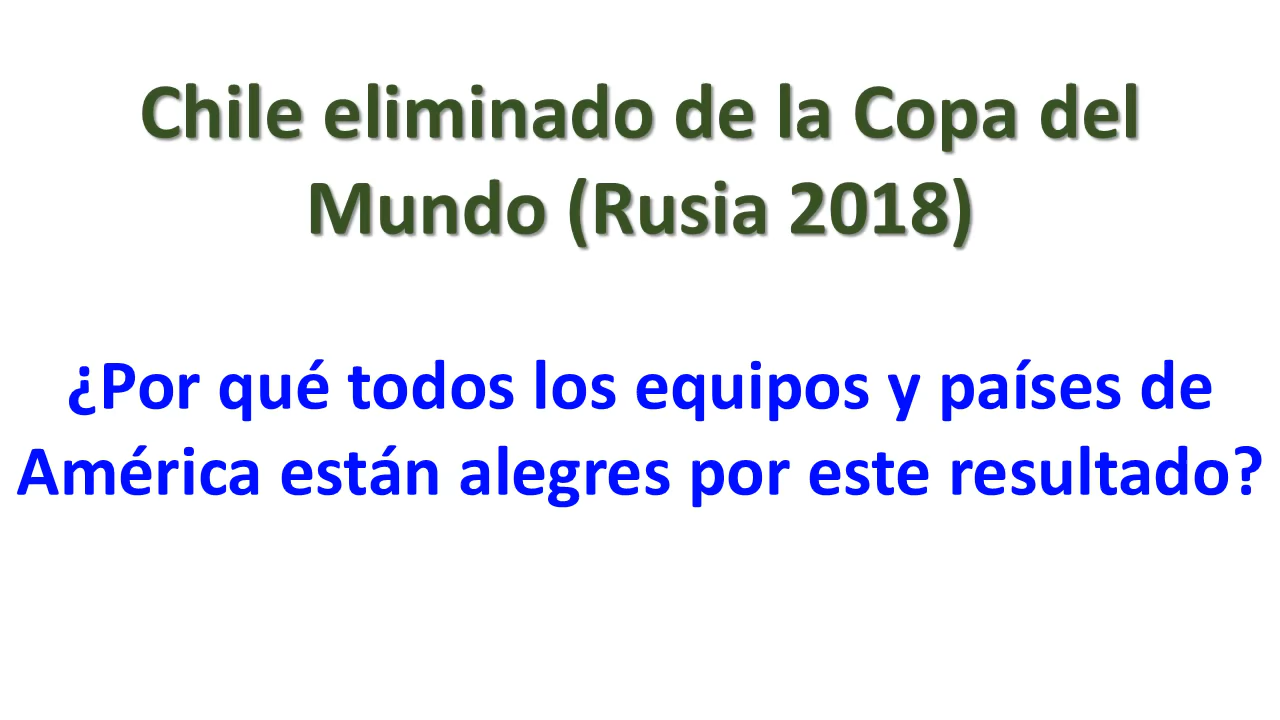 Chile eliminado de la Copa del
Mundo (Rusia 2018)
¿Por qué todos los equipos y países de
América están alegres por este resultado?